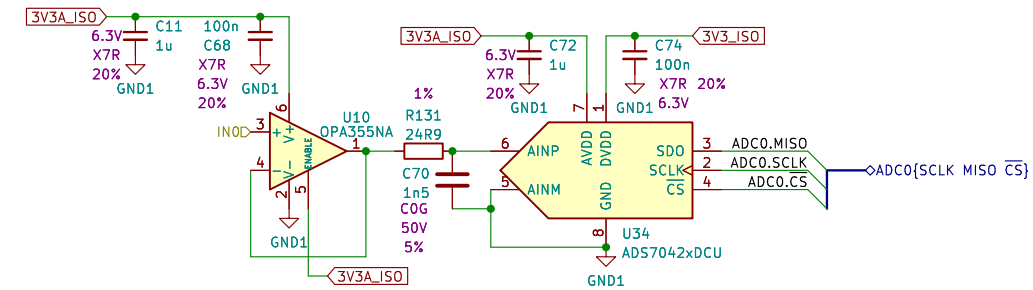 3V3A_ISO
C11
1u
6.3V
X7R
20%
GND1
100n
C68
X7R
6.3V
20%
GND1
IN0
3
4
6
1
2
5
+
-
V+
V-
ENABLE
U10
OPA355NA
GND1
3V3A_ISO
1%
R131
24R9
C70
1n5
C0G
50V
5%
3V3A_ISO
C72
1u
6.3V
X7R
20%
GND1
3V3_ISO
C74
100n
X7R 20%
6.3V
GND1
7
1
6
5
8
3
2
4
AINP
AINM
AVDD
DVDD
GND
SDO
SCLK
CS
U34
ADS7042xDCU
GND1
ADC0.MISO
ADC0.SCLK
ADC0.CS
ADC0{SCLK MISO CS}